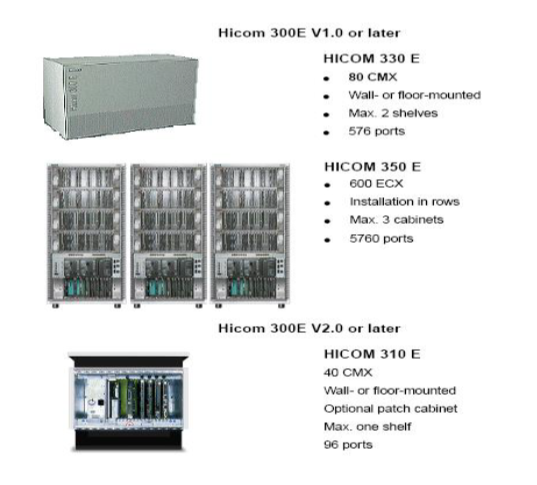 Hicom 300E V1.0 or later
HICOM 330 E
• 80 CMX
• Wall- or floor-mounted
• Max. 2 shelves
• 576 ports
HICOM 350 E
• 600 ECX
• Installation in rows
• Max. 3 cabinets
• 5760 ports
Hicom 300E V2.0 or later
HICOM 310 E
40 CMX
Wall- or floor-mounted
Optional patch cabinet
Max. one shelf
96 ports